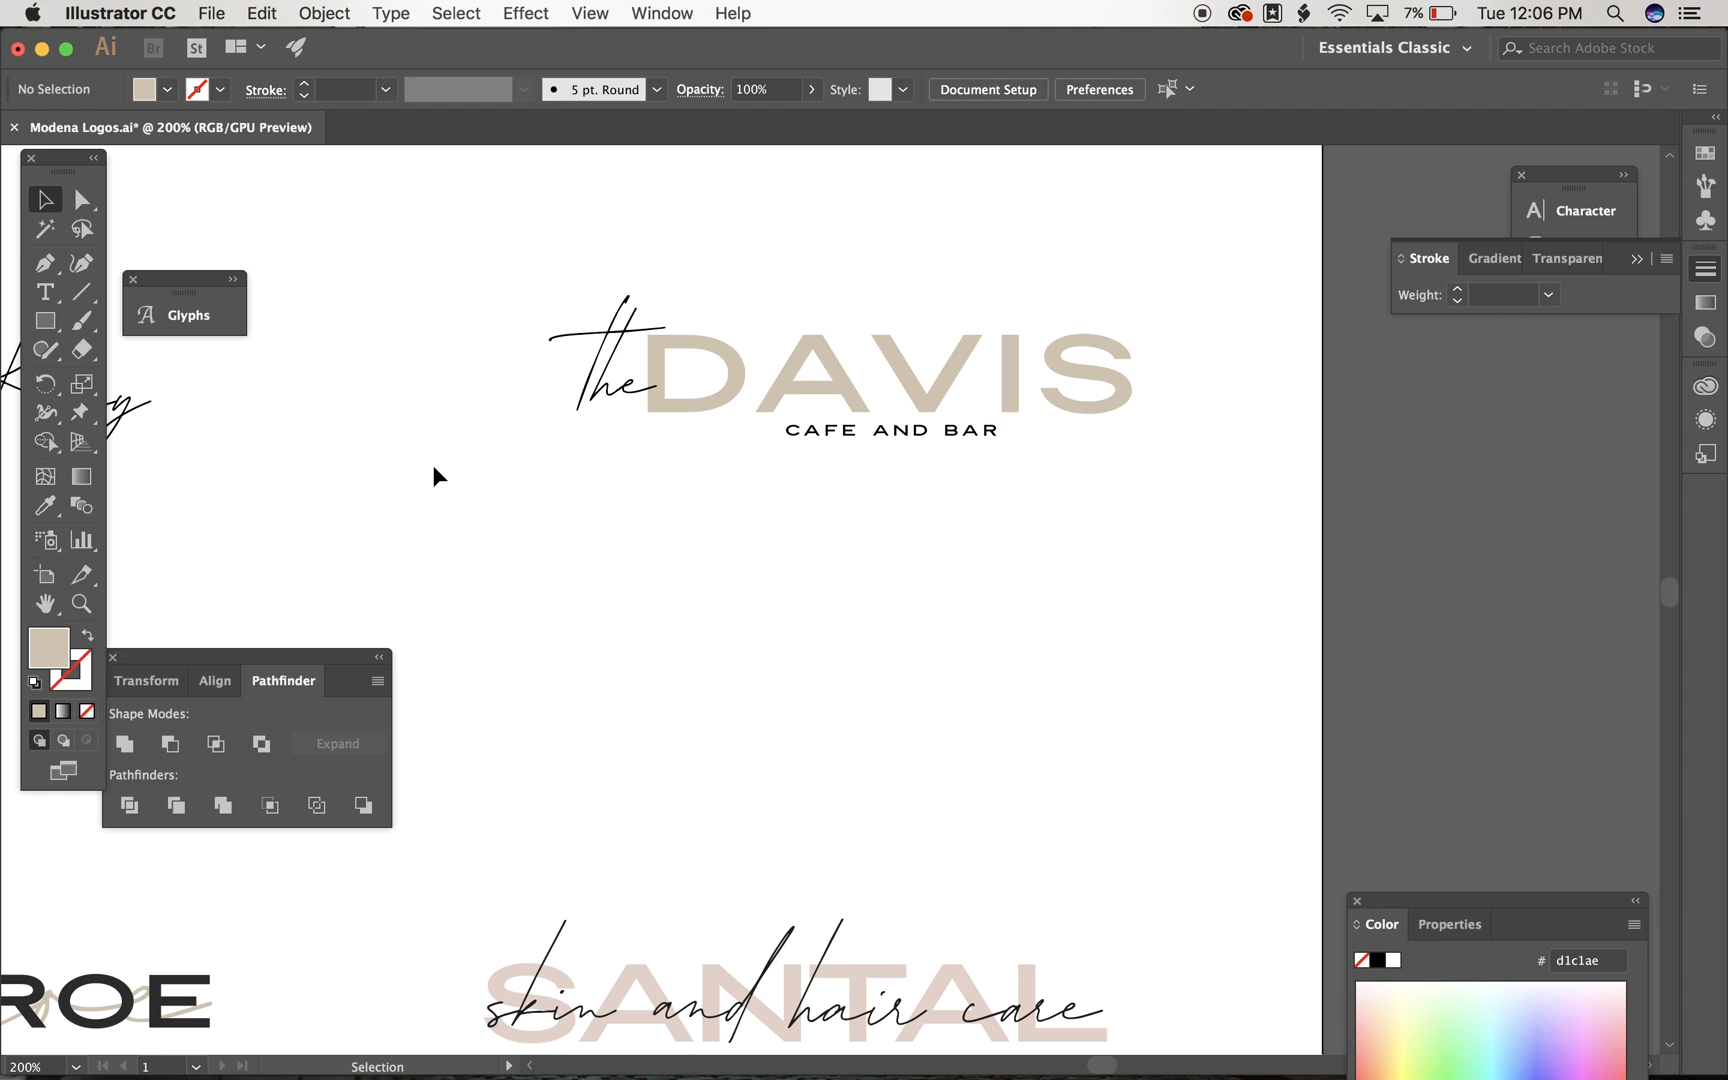 Illustrator CC File Edit Object Type Select Effect View Window Help 7% Tue 12:06 PM
Ai Br St Essentials Classic Search Adobe Stock
No Selection Stroke: 5 pt. Round Opacity: 100% Style: Document Setup Preferences
Modena Logos.ai* @ 200% (RGB/GPU Preview)
A Character
Stroke Gradient Transparen
Weight:
A Glyphs
the DAVIS
CAFE AND BAR
Transform Align Pathfinder
Shape Modes:
Expand
Pathfinders:
Color Properties
# d1c1ae
ROE
SANTAL
skin and hair care
200% 1 Selection